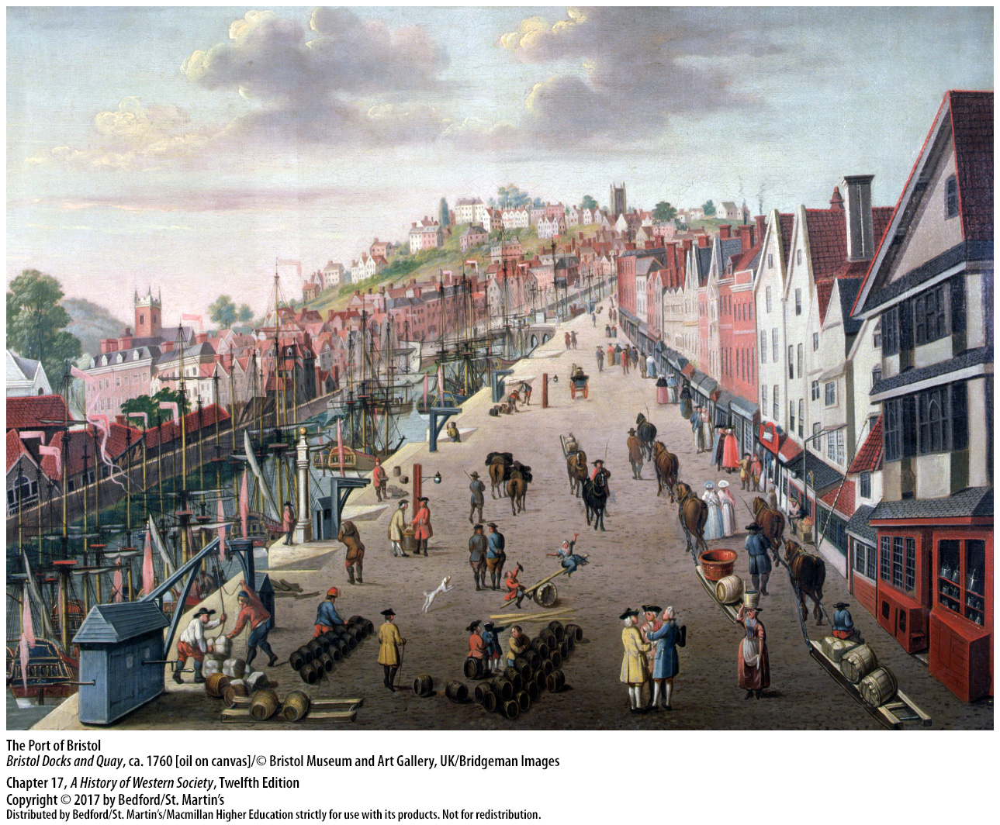 The Port of Bristol
Bristol Docks and Quay, ca. 1760 [oil on canvas]/© Bristol Museum and Art Gallery, UK/Bridgeman Images
Chapter 17, A History of Western Society, Twelfth Edition
Copyright © 2017 by Bedford/St. Martin’s
Distributed by Bedford/St. Martin’s/Macmillan Higher Education strictly for use with its products. Not for redistribution.